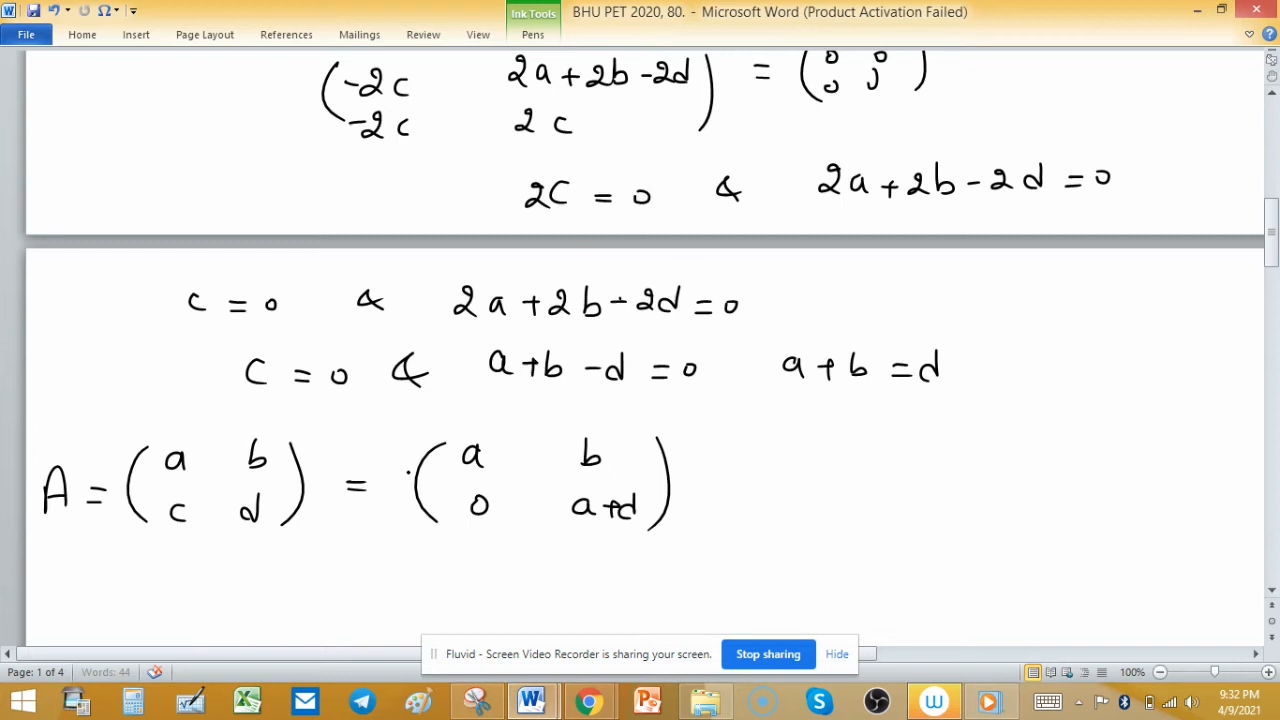 BHU PET 2020, 80. - Microsoft Word (Product Activation Failed)
Ink Tools
File Home Insert Page Layout References Mailings Review View Pens
-2c 2a+2b-2d = 0 0
-2c 2c 0 0
2C = 0 & 2a+2b-2d = 0
c = 0 & 2a+2b-2d = 0
C = 0 & a+b-d = 0 a+b = d
A = ( a b ) = ( a b )
c d 0 a+d
Fluvid - Screen Video Recorder is sharing your screen. Stop sharing Hide
Page: 1 of 4 Words: 44 100%
9:32 PM
4/9/2021